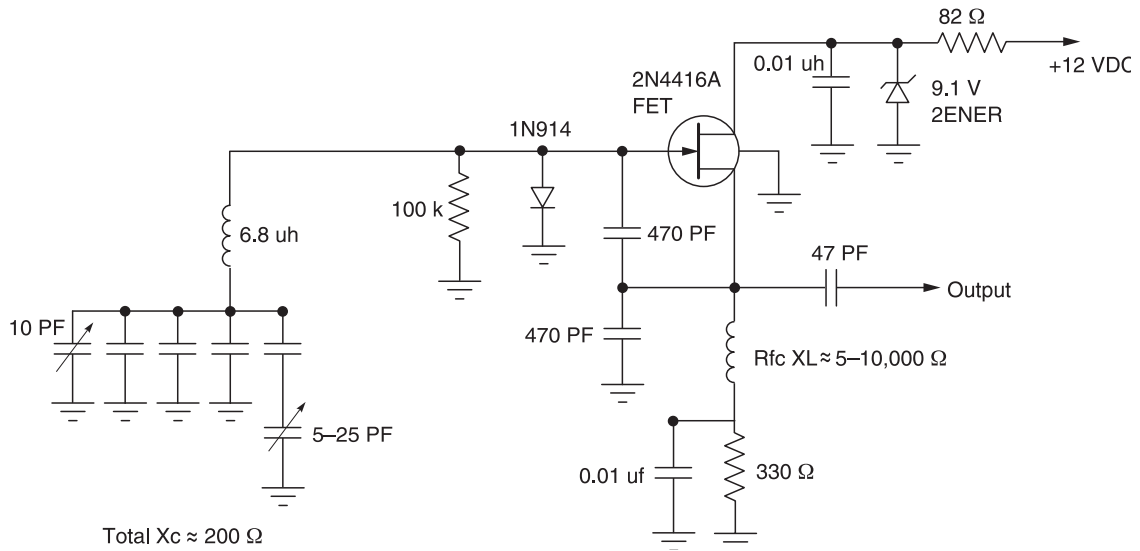 82 Ω
+12 VDC
0.01 uh
9.1 V
2ENER
2N4416A
FET
1N914
100 k
6.8 uh
470 PF
47 PF
Output
10 PF
470 PF
Rfc XL ≈ 5–10,000 Ω
5–25 PF
0.01 uf
330 Ω
Total Xc ≈ 200 Ω